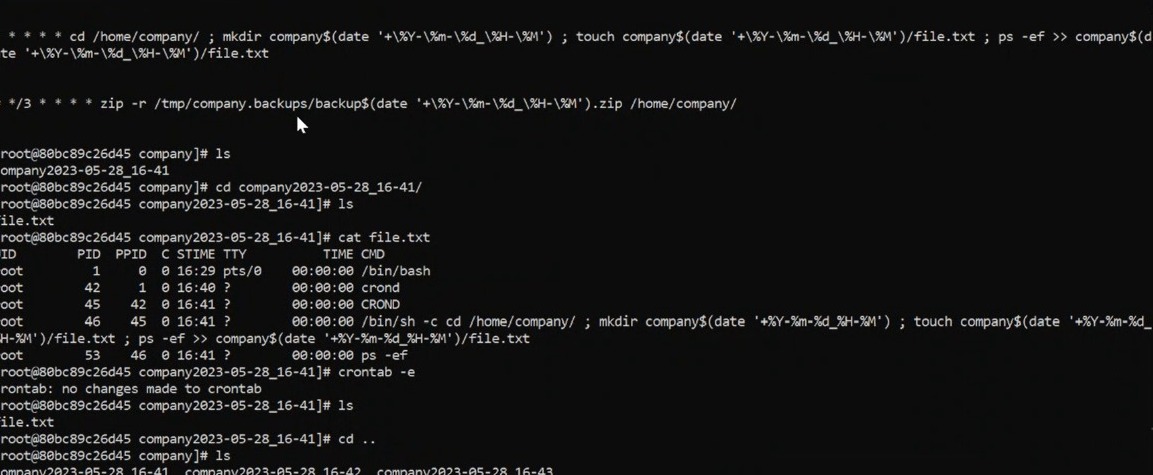 * * * * cd /home/company/ ; mkdir company$(date '+\%Y-\%m-\%d_\%H-\%M') ; touch company$(date '+\%Y-\%m-\%d_\%H-\%M')/file.txt ; ps -ef >> company$(d
te '+\%Y-\%m-\%d_\%H-\%M')/file.txt
*/3 * * * * zip -r /tmp/company.backups/backup$(date '+\%Y-\%m-\%d_\%H-\%M').zip /home/company/
root@80bc89c26d45 company]# ls
ompany2023-05-28_16-41
root@80bc89c26d45 company]# cd company2023-05-28_16-41/
root@80bc89c26d45 company2023-05-28_16-41]# ls
ile.txt
root@80bc89c26d45 company2023-05-28_16-41]# cat file.txt
ID PID PPID C STIME TTY TIME CMD
oot 1 0 0 16:29 pts/0 00:00:00 /bin/bash
oot 42 1 0 16:40 ? 00:00:00 crond
oot 45 42 0 16:41 ? 00:00:00 CROND
oot 46 45 0 16:41 ? 00:00:00 /bin/sh -c cd /home/company/ ; mkdir company$(date '+%Y-%m-%d_%H-%M') ; touch company$(date '+%Y-%m-%d_
%H-%M')/file.txt ; ps -ef >> company$(date '+%Y-%m-%d_%H-%M')/file.txt
oot 53 46 0 16:41 ? 00:00:00 ps -ef
root@80bc89c26d45 company2023-05-28_16-41]# crontab -e
rontab: no changes made to crontab
root@80bc89c26d45 company2023-05-28_16-41]# ls
ile.txt
root@80bc89c26d45 company2023-05-28_16-41]# cd ..
root@80bc89c26d45 company]# ls
ompany2023-05-28_16-41 company2023-05-28_16-42 company2023-05-28_16-43